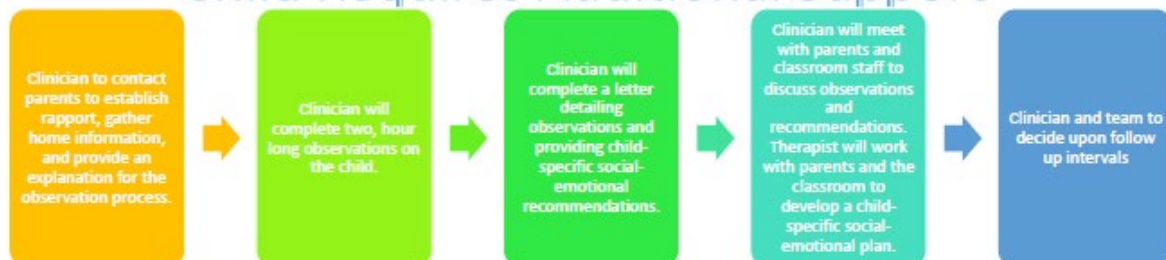 Child Requires Additional Support
Clinician to contact
parents to establish
rapport, gather
home information,
and provide an
explanation for the
observation process.
Clinician will
complete two, hour
long observations on
the child.
Clinician will
complete a letter
detailing
observations and
providing child-
specific social-
emotional
recommendations.
Clinician will meet
with parents and
classroom staff to
discuss observations
and
recommendations.
Therapist will work
with parents and the
classroom to
develop a child-
specific social-
emotional plan.
Clinician and team to
decide upon follow
up intervals